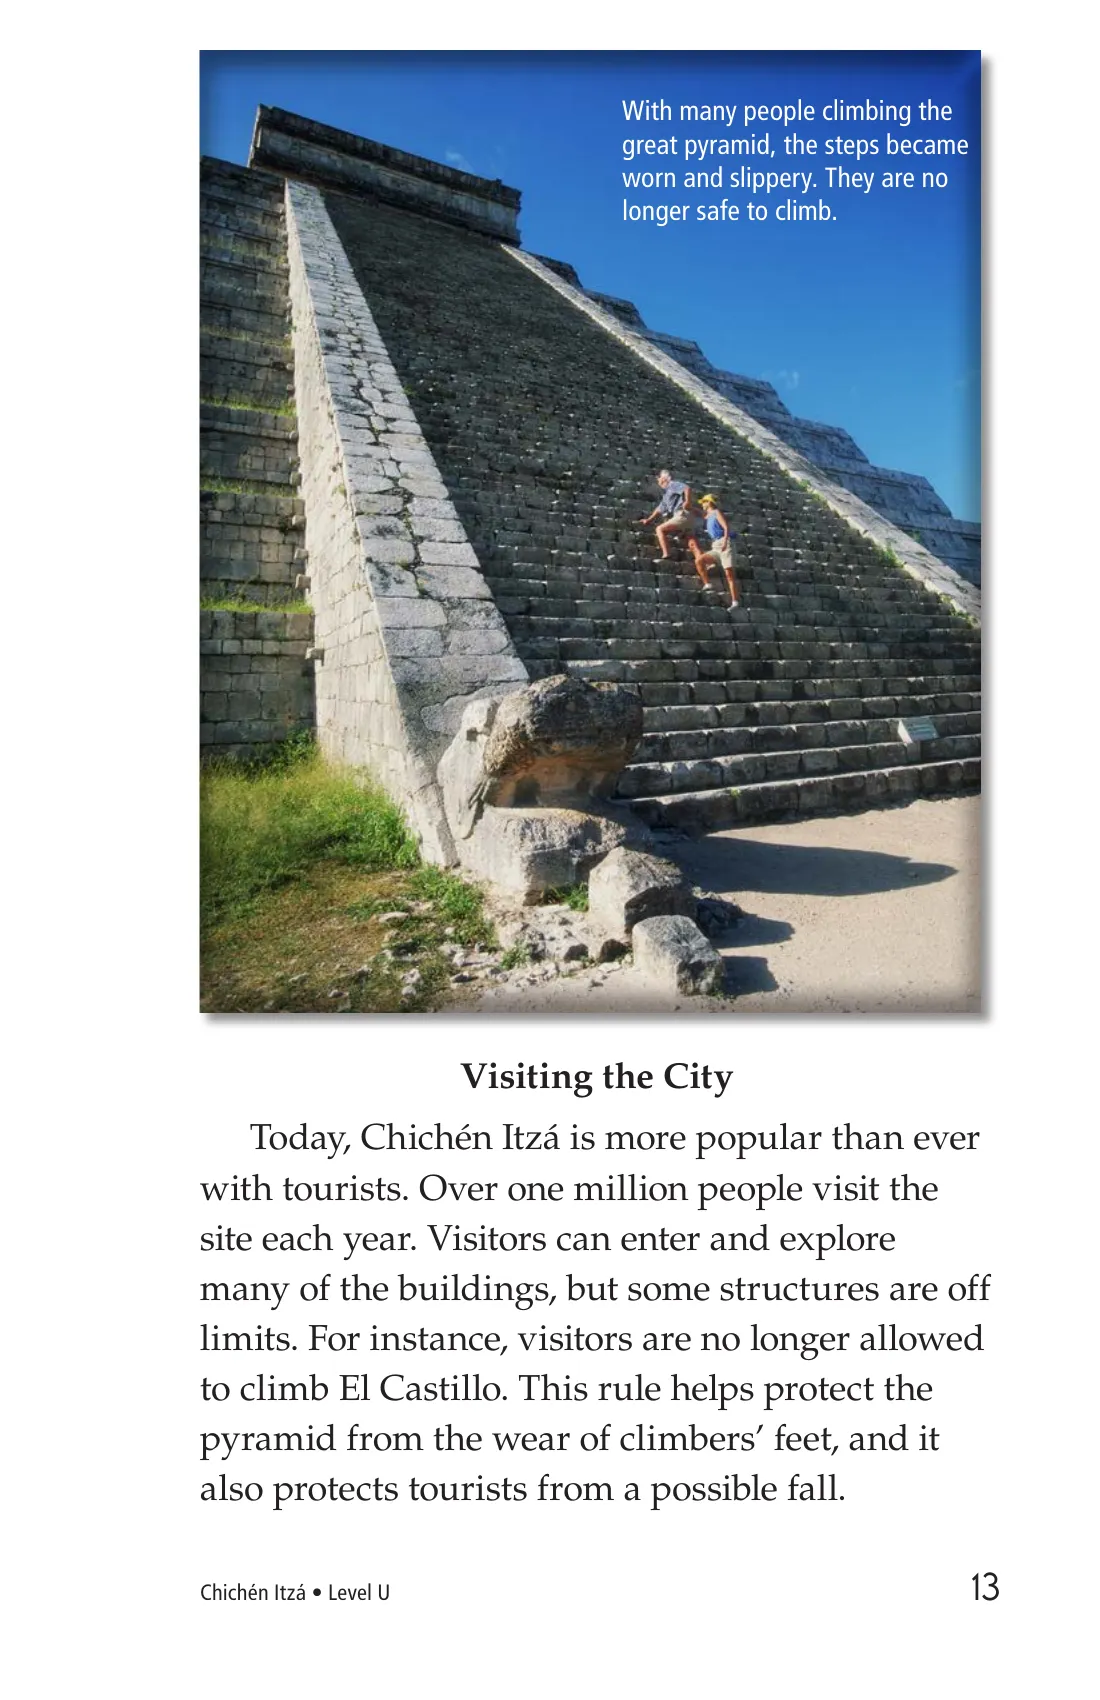 With many people climbing the
great pyramid, the steps became
worn and slippery. They are no
longer safe to climb.
Visiting the City
Today, Chichén Itzá is more popular than ever
with tourists. Over one million people visit the
site each year. Visitors can enter and explore
many of the buildings, but some structures are off
limits. For instance, visitors are no longer allowed
to climb El Castillo. This rule helps protect the
pyramid from the wear of climbers’ feet, and it
also protects tourists from a possible fall.
Chichén Itzá • Level U
13